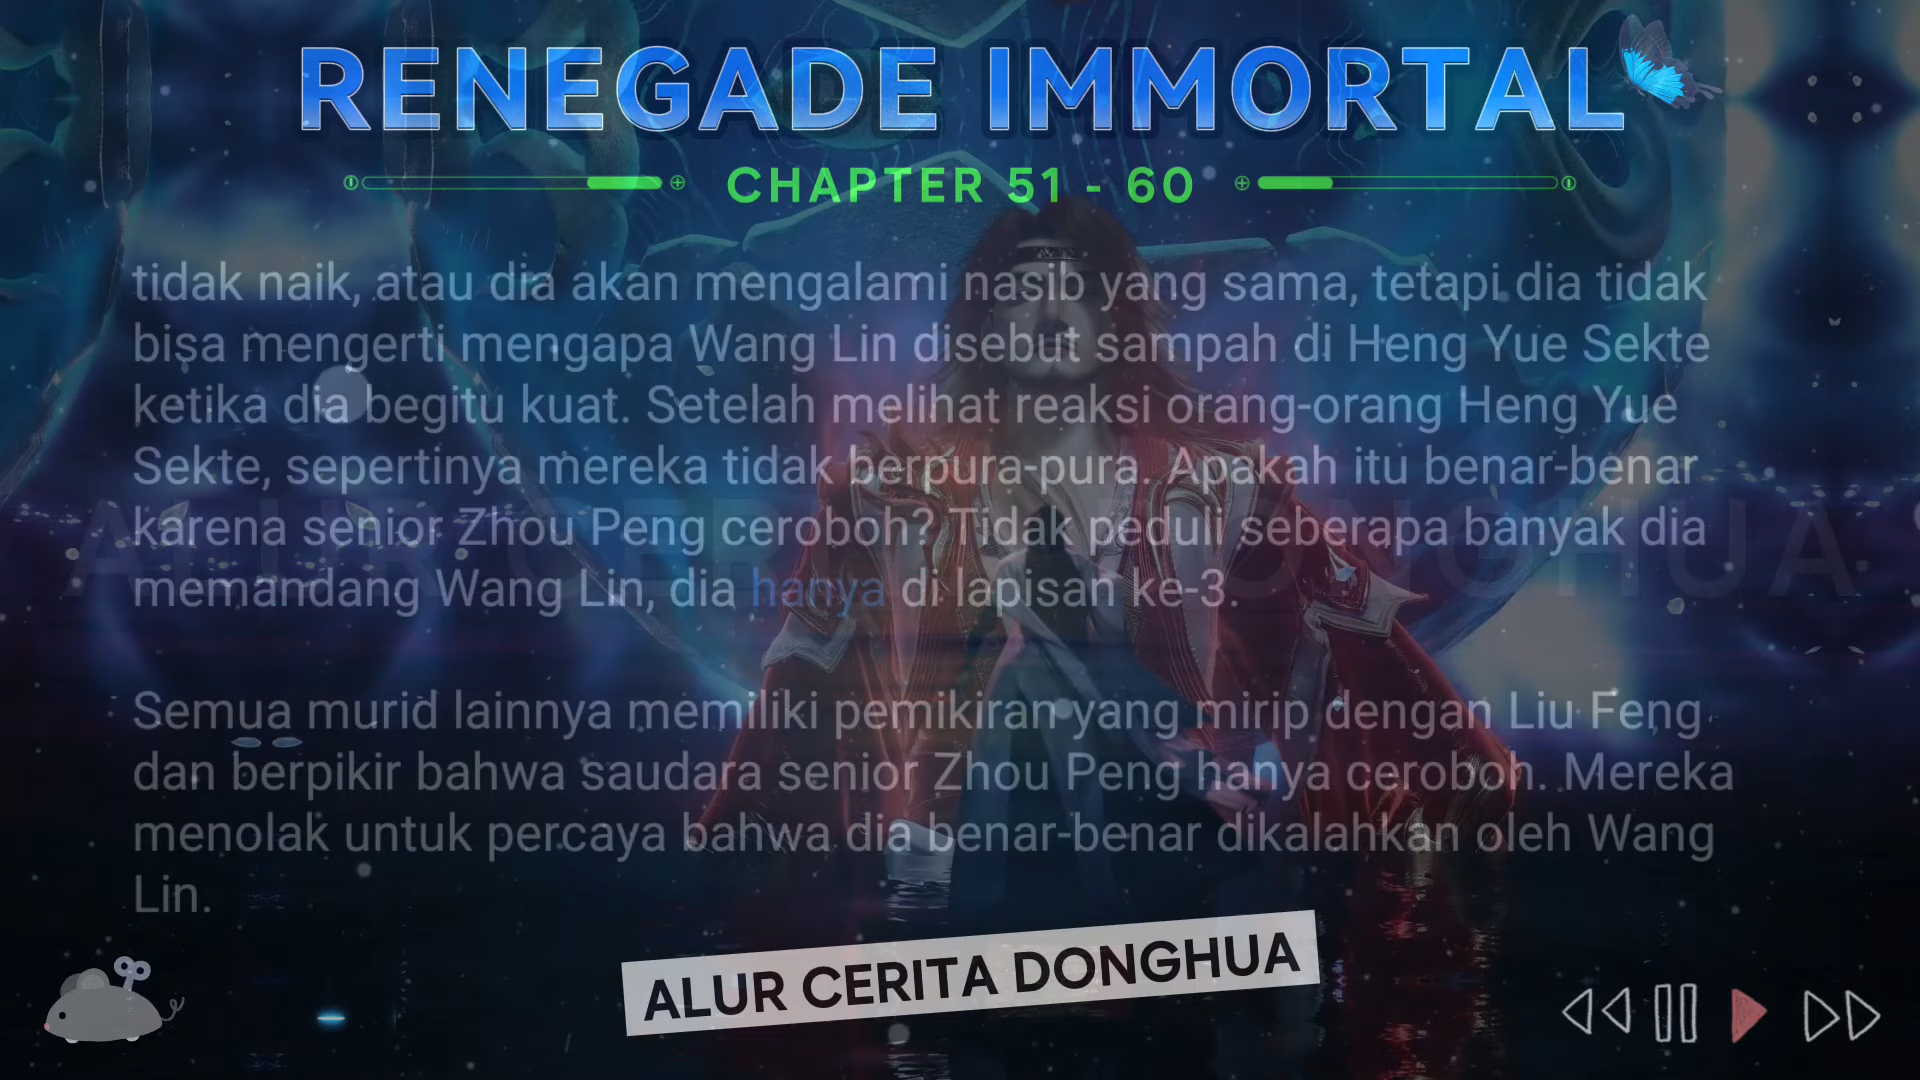 RENEGADE IMMORTAL
CHAPTER 51 - 60
tidak naik, atau dia akan mengalami nasib yang sama, tetapi dia tidak
bisa mengerti mengapa Wang Lin disebut sampah di Heng Yue Sekte
ketika dia begitu kuat. Setelah melihat reaksi orang-orang Heng Yue
Sekte, sepertinya mereka tidak berpura-pura. Apakah itu benar-benar
karena senior Zhou Peng ceroboh? Tidak peduli seberapa banyak dia
memandang Wang Lin, dia hanya di lapisan ke-3.
Semua murid lainnya memiliki pemikiran yang mirip dengan Liu Feng
dan berpikir bahwa saudara senior Zhou Peng hanya ceroboh. Mereka
menolak untuk percaya bahwa dia benar-benar dikalahkan oleh Wang
Lin.
ALUR CERITA DONGHUA
ALUR CERITA DONGHUA